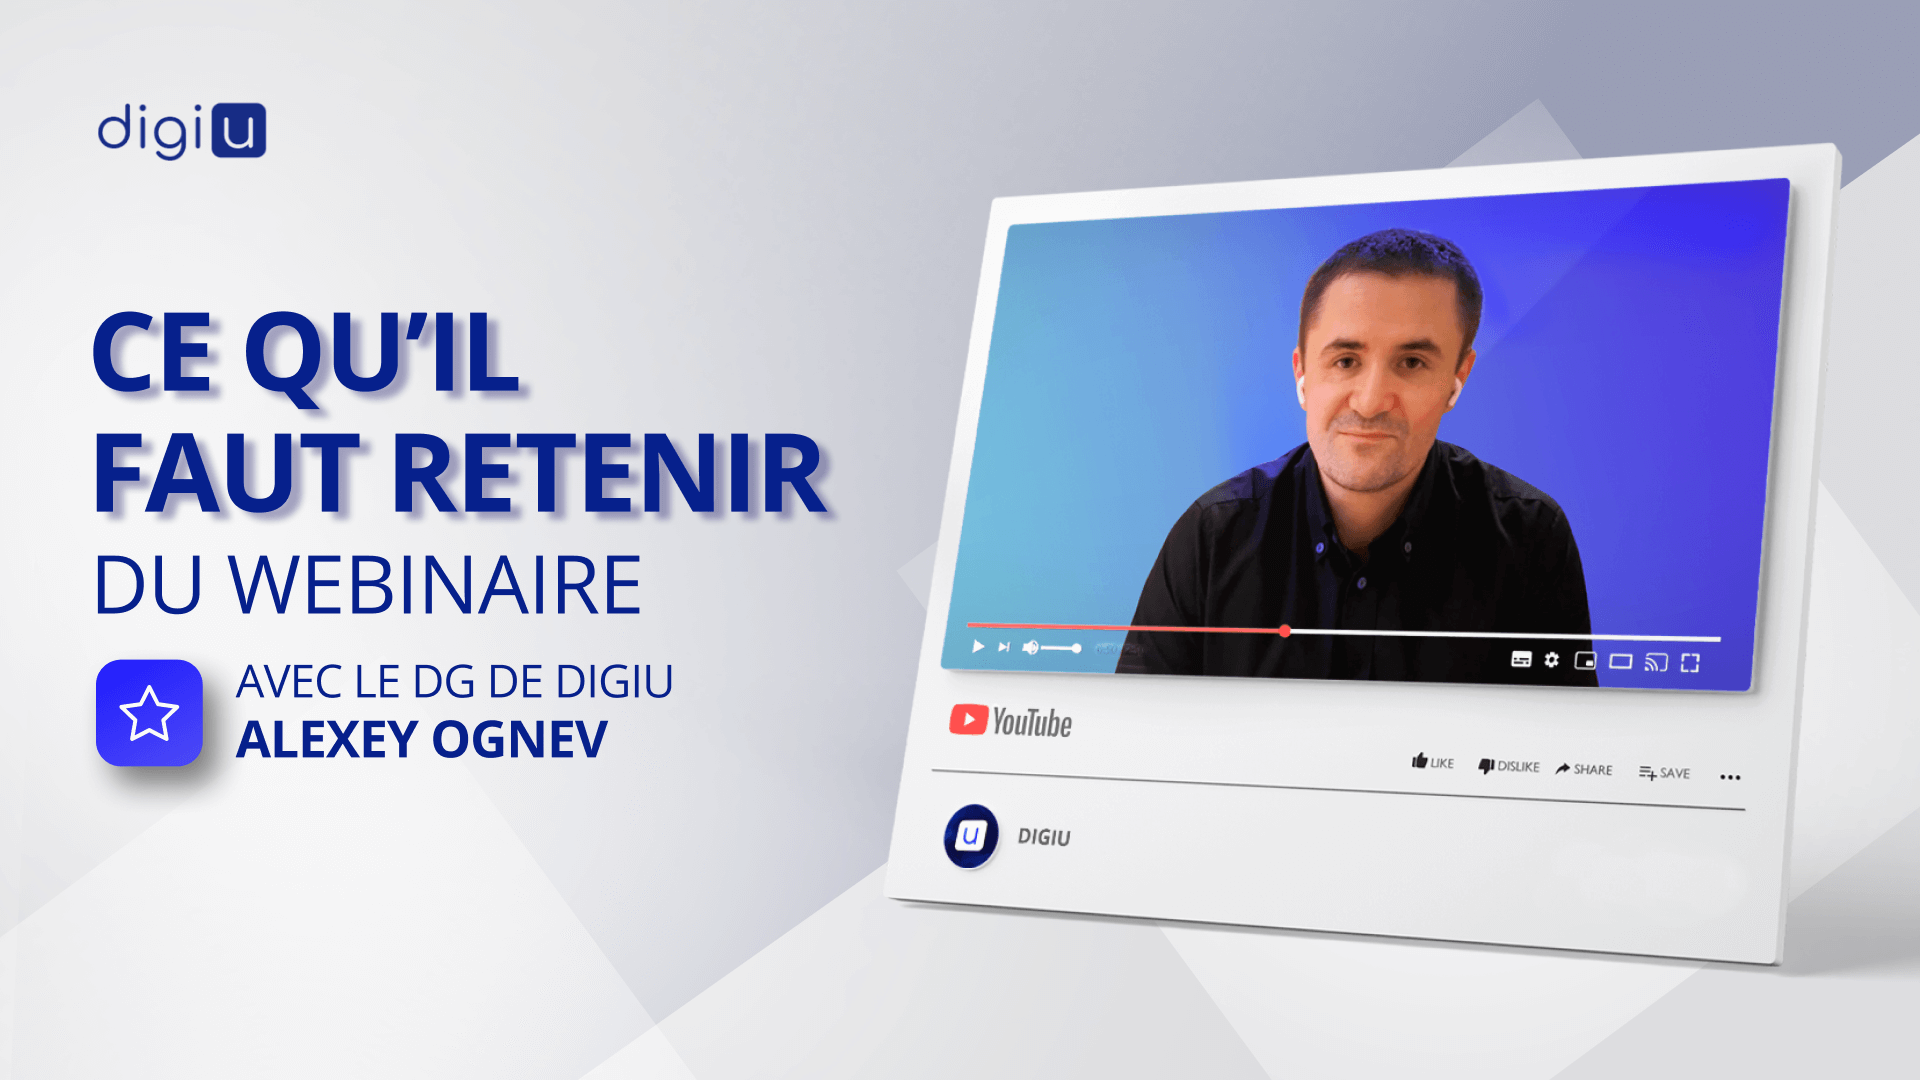 digiu
CE QU’IL
FAUT RETENIR
DU WEBINAIRE
AVEC LE DG DE DIGIU
ALEXEY OGNEV
YouTube
LIKE DISLIKE SHARE SAVE
u
DIGIU